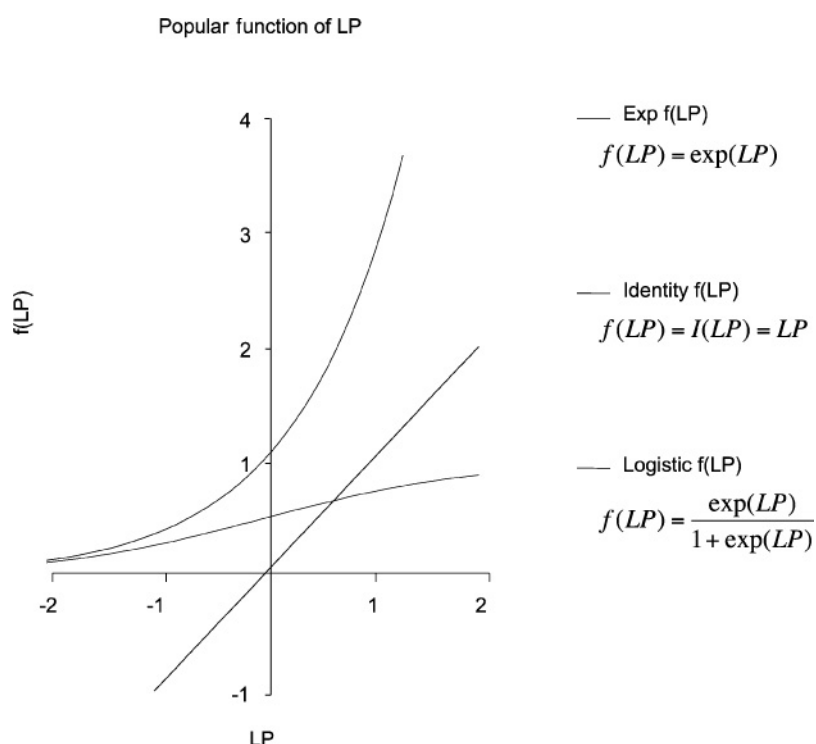 Popular function of LP
4
3
2
1
-1
-2
-1
1
2
f(LP)
LP
Exp f(LP)
f(LP) = exp(LP)
Identity f(LP)
f(LP) = I(LP) = LP
Logistic f(LP)
f(LP) = exp(LP) / 1 + exp(LP)